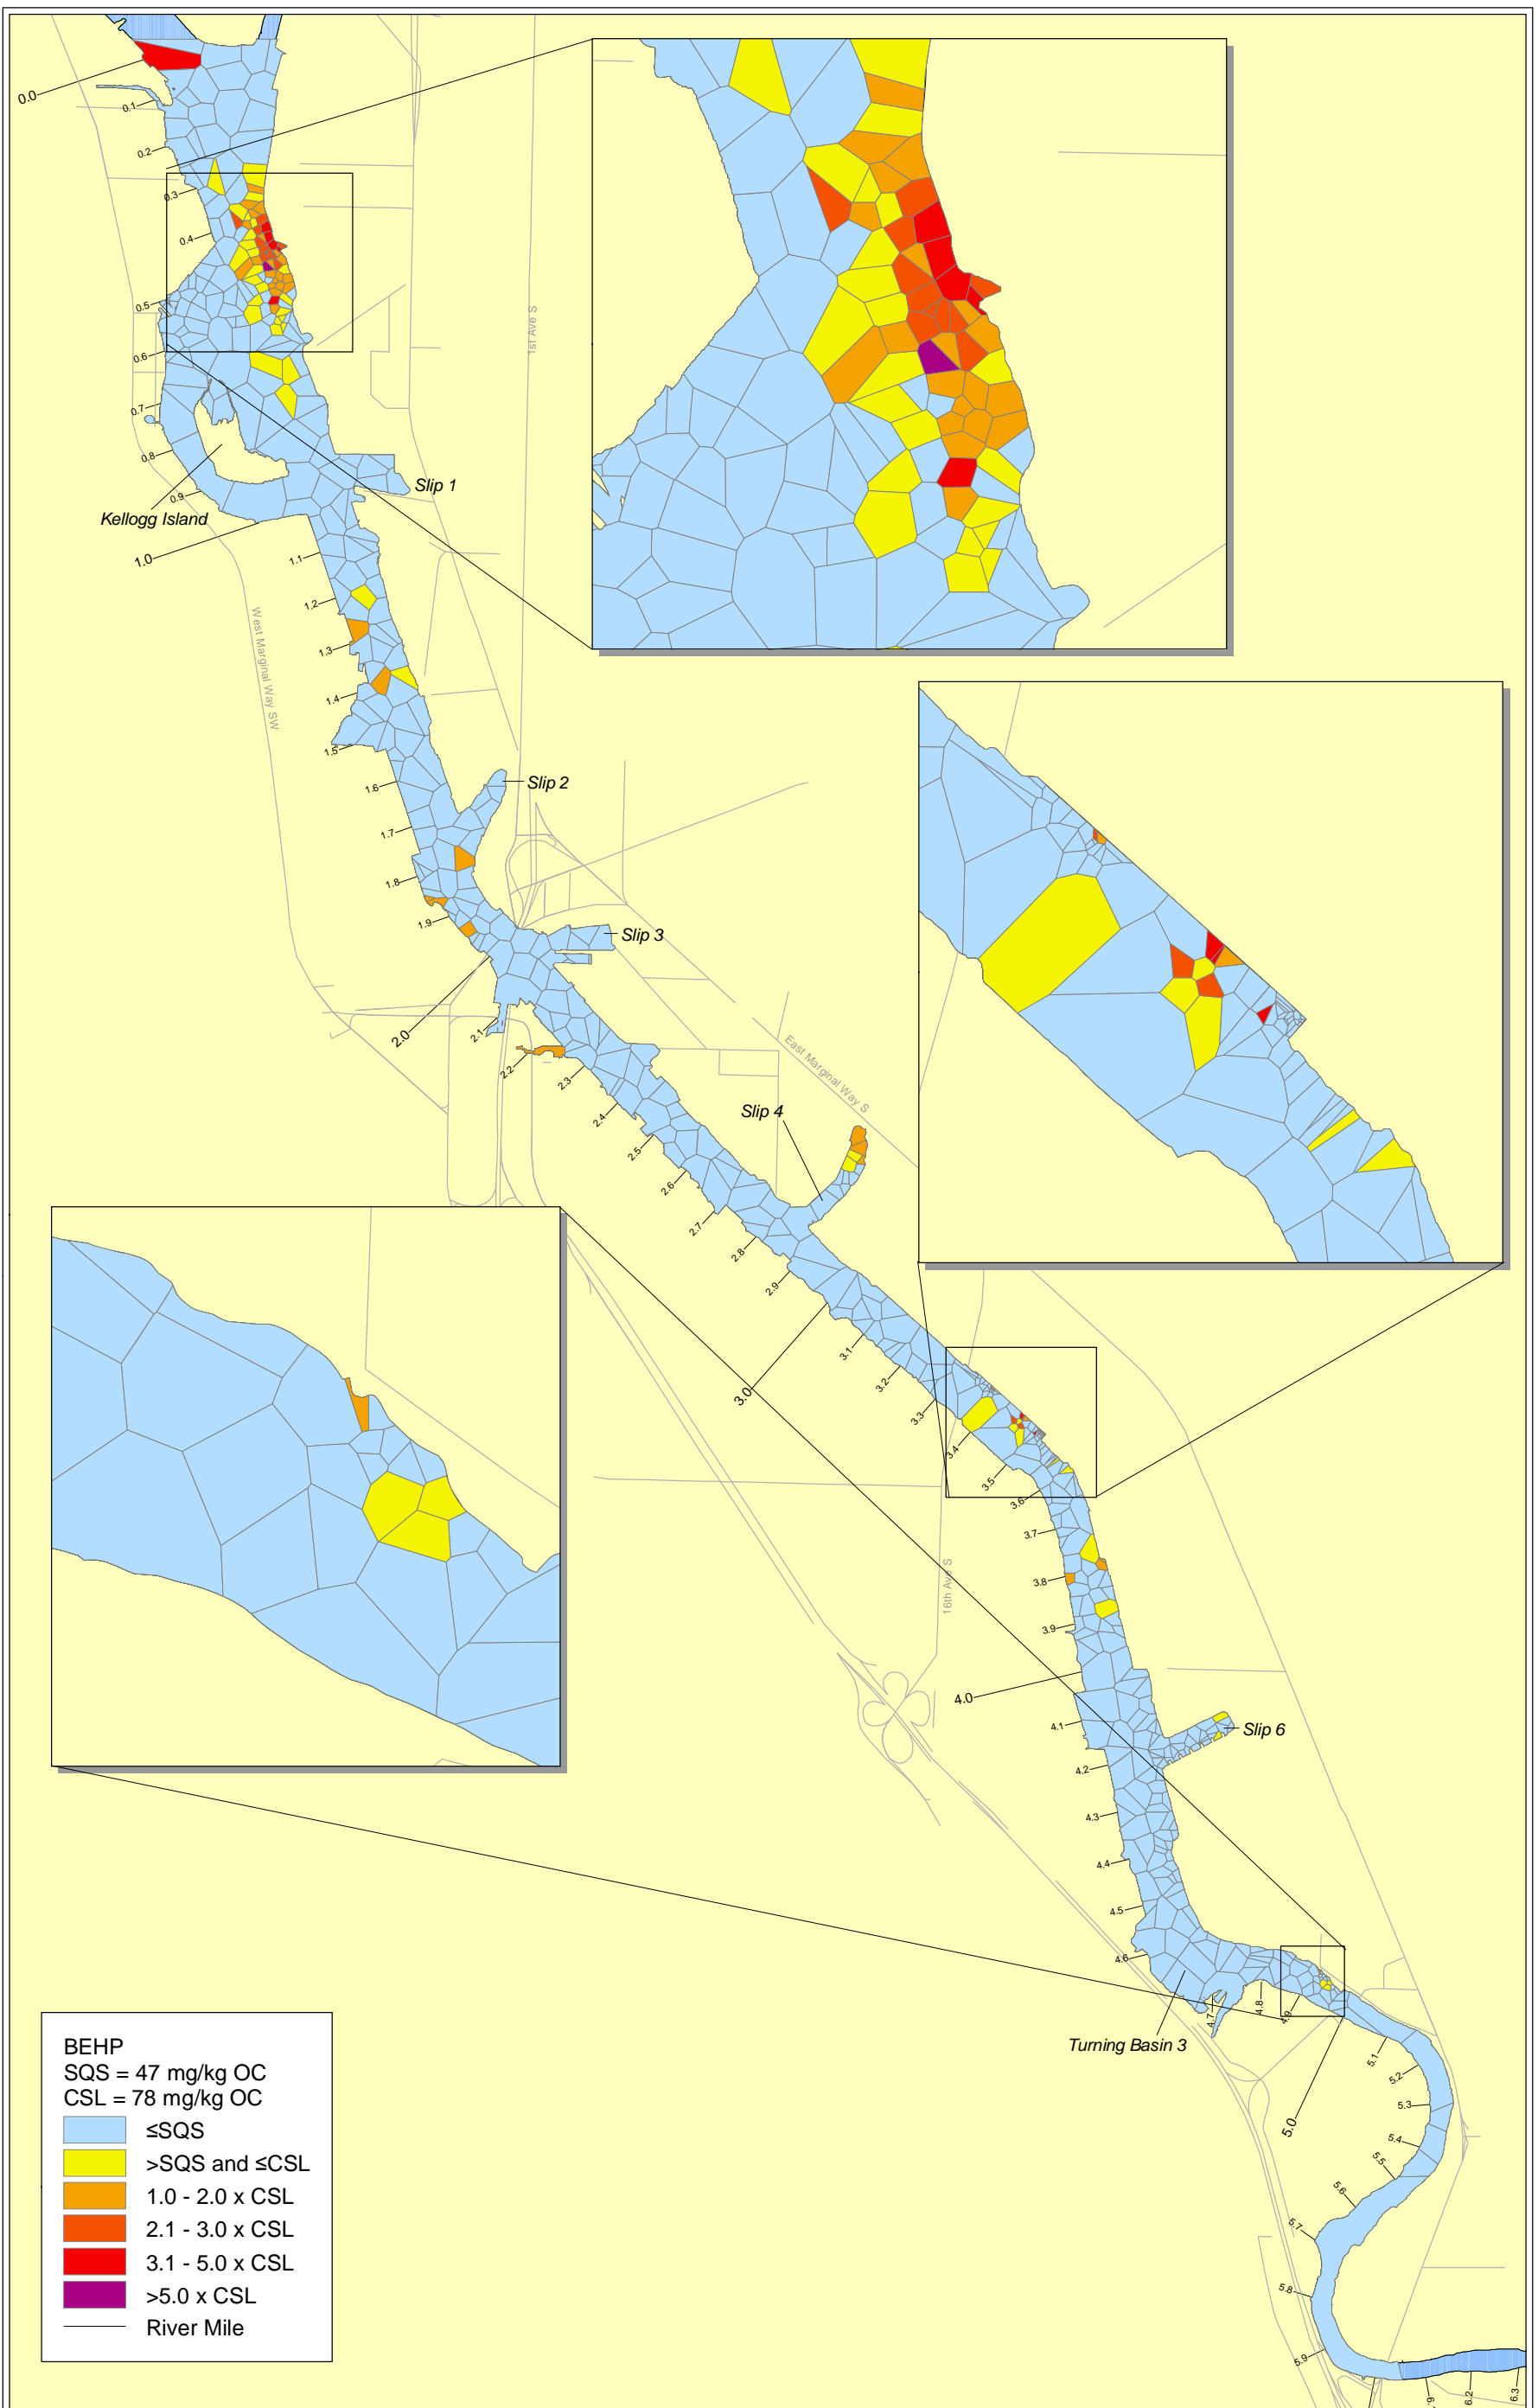 0.0
0.1
0.2
0.3
0.4
0.5
0.6
0.7
0.8
0.9
1st Ave S
Slip 1
Kellogg Island
1.0
1.1
1.2
1.3
1.4
1.5
West Marginal Way SW
1.6
1.7
1.8
1.9
Slip 2
Slip 3
2.0
2.1
2.2
2.3
2.4
2.5
2.6
2.7
2.8
2.9
East Marginal Way S
Slip 4
3.0
3.1
3.2
3.3
3.4
3.5
3.6
3.7
3.8
3.9
16th Ave S
4.0
4.1
4.2
4.3
4.4
4.5
4.6
4.7
4.8
4.9
Slip 6
Turning Basin 3
5.0
5.1
5.2
5.3
5.4
5.5
5.6
5.7
5.8
5.9
6.2
6.3
BEHP
SQS = 47 mg/kg OC
CSL = 78 mg/kg OC
≤SQS
>SQS and ≤CSL
1.0 - 2.0 x CSL
2.1 - 3.0 x CSL
3.1 - 5.0 x CSL
>5.0 x CSL
River Mile